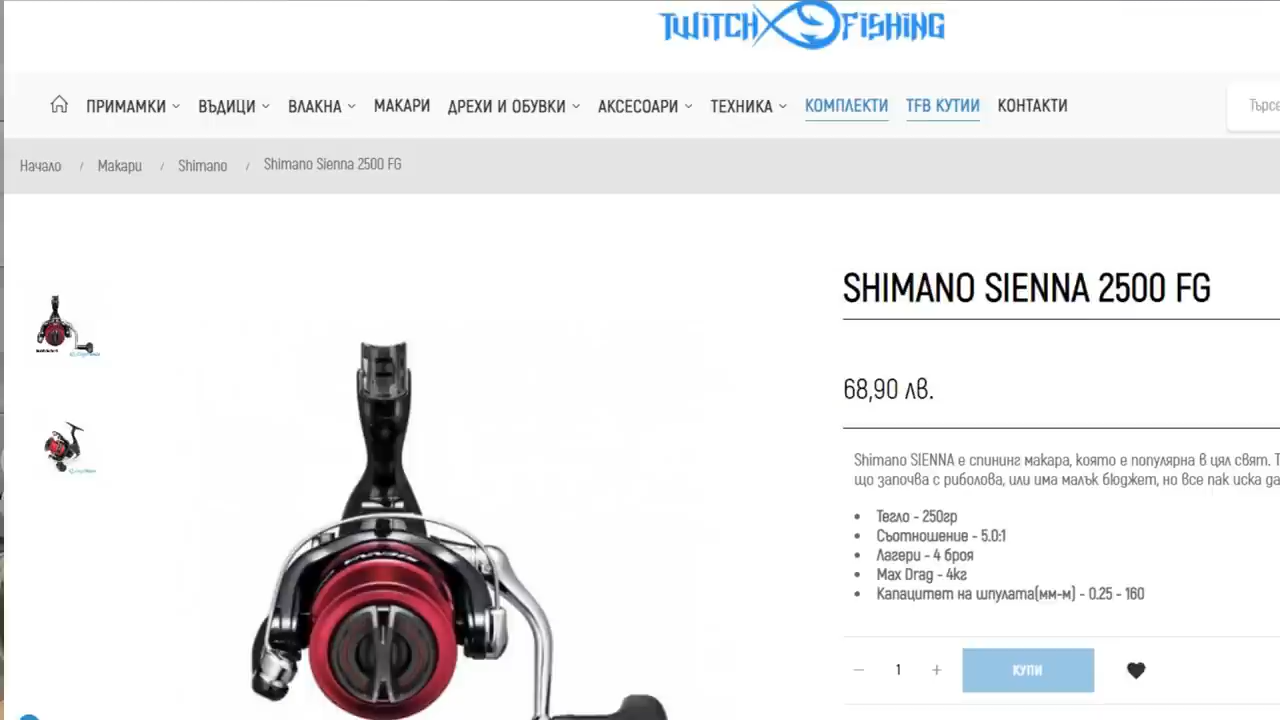 TWITCH FISHING
ПРИМАМКИ ВЪДИЦИ ВЛАКНА МАКАРИ ДРЕХИ И ОБУВКИ АКСЕСОАРИ ТЕХНИКА КОМПЛЕКТИ TFB КУТИИ КОНТАКТИ
Търсе
Начало / Макари / Shimano / Shimano Sienna 2500 FG
SHIMANO SIENNA 2500 FG
68,90 лв.
Shimano SIENNA е спининг макара, която е популярна в цял свят. Т
що започва с риболова, или има малък бюджет, но все пак иска да
• Тегло - 250гр
• Съотношение - 5.0:1
• Лагери - 4 броя
• Max Drag - 4кг
• Капацитет на шпулата(мм-м) - 0.25 - 160
— 1 +
КУПИ